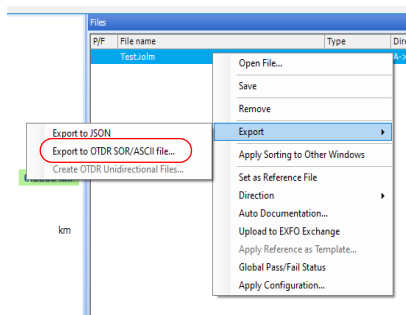 Files
P/F File name Type Dire
Test.iolm A->
Open File...
Save
Remove
Export
Export to JSON
Export to OTDR SOR/ASCII file...
Create OTDR Unidirectional Files...
Apply Sorting to Other Windows
Set as Reference File
Direction
Auto Documentation...
Upload to EXFO Exchange
Apply Reference as Template...
Global Pass/Fail Status
Apply Configuration...
km